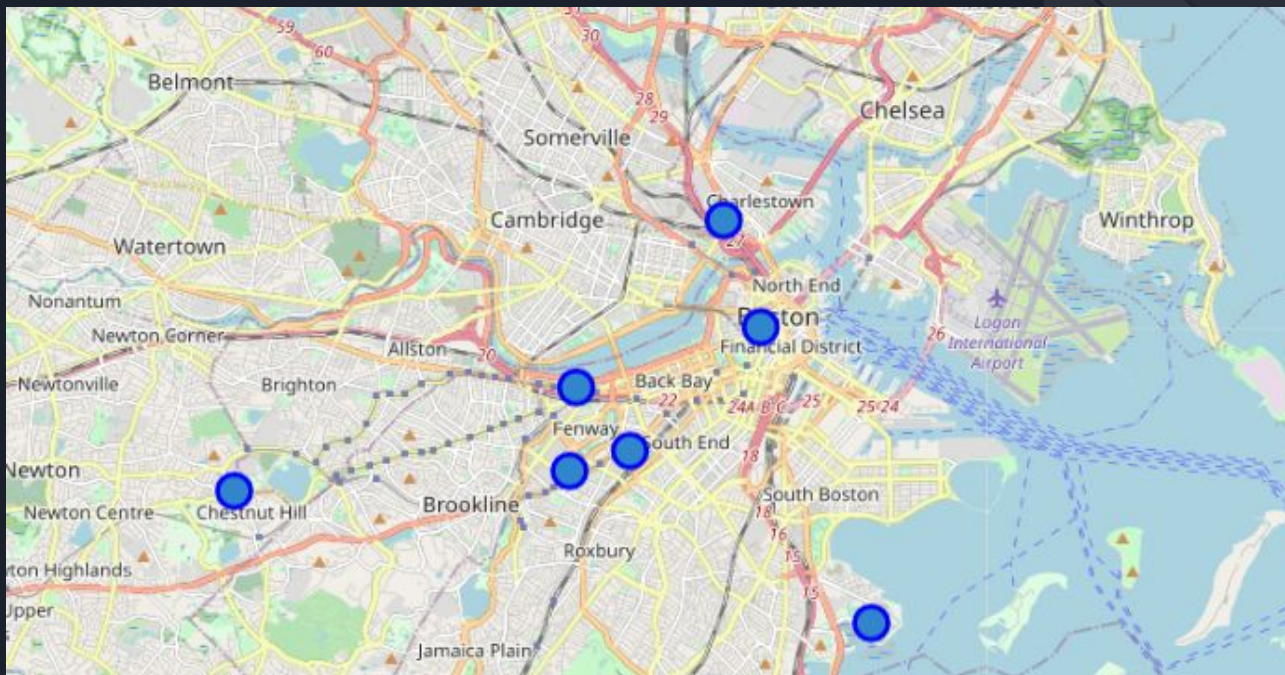 59
60
30
Belmont
28
29
Chelsea
Somerville
Charlestown
Cambridge
Winthrop
27
Watertown
North End
Nonantum
Boston
Newton Corner
Logan
International
Airport
26
Allston
20
Financial District
Newtonville
Brighton
Back Bay
22
24A B C
25
25 24
Fenway
South End
18
Newton
South Boston
Brookline
Newton Centre
Chestnut Hill
18
16
Roxbury
15
ton Highlands
15
Upper
Jamaica Plain